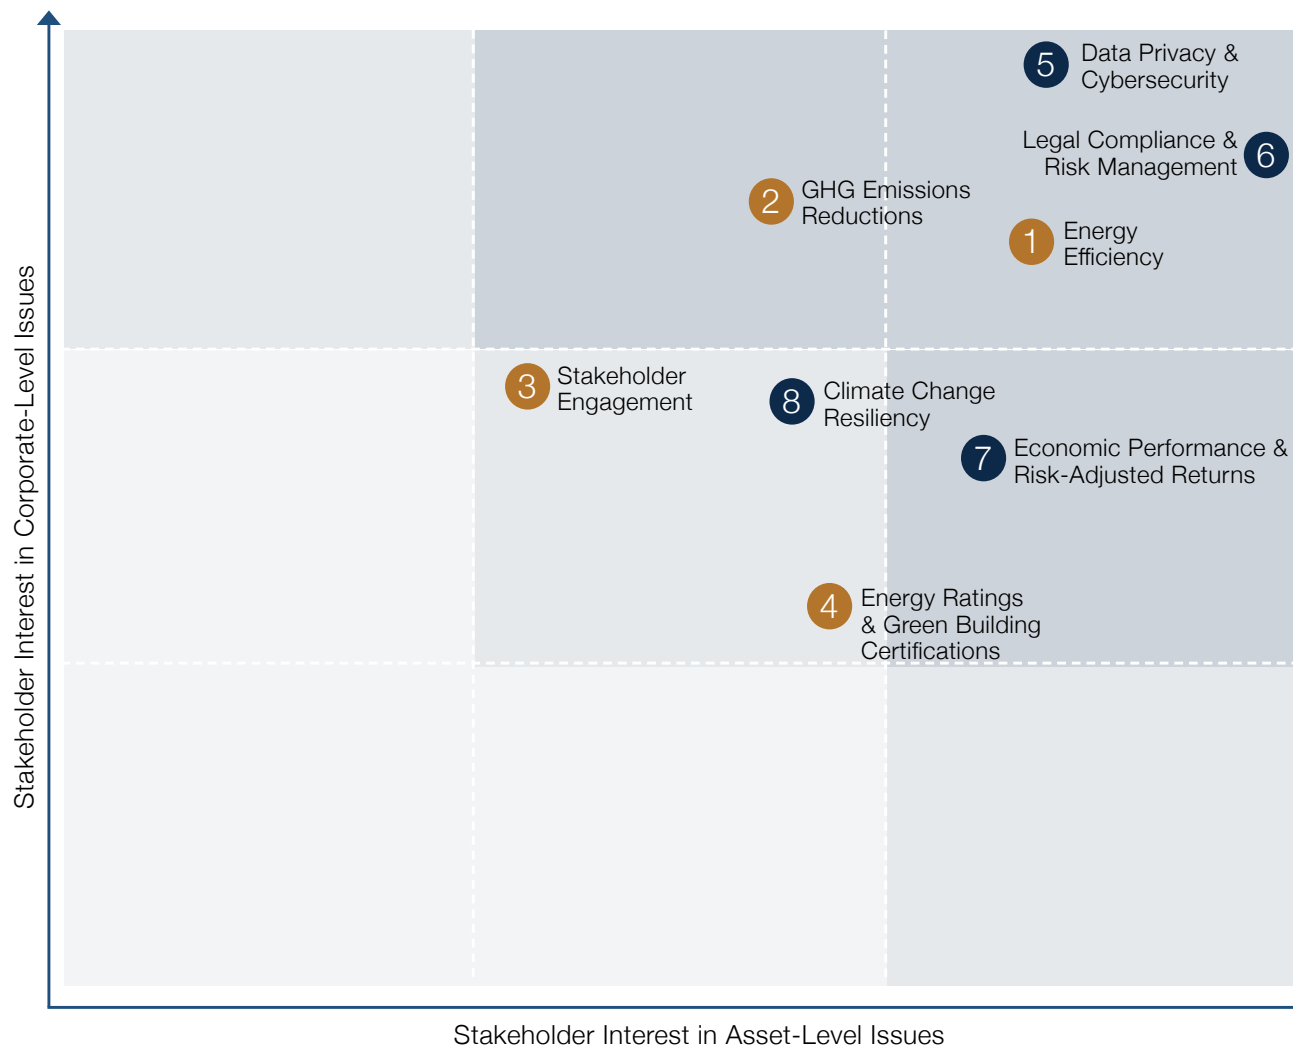 5
Data Privacy &
Cybersecurity
Legal Compliance &
Risk Management
6
2
GHG Emissions
Reductions
1
Energy
Efficiency
3
Stakeholder
Engagement
8
Climate Change
Resiliency
7
Economic Performance &
Risk-Adjusted Returns
4
Energy Ratings
& Green Building
Certifications
Stakeholder Interest in Corporate-Level Issues
Stakeholder Interest in Asset-Level Issues